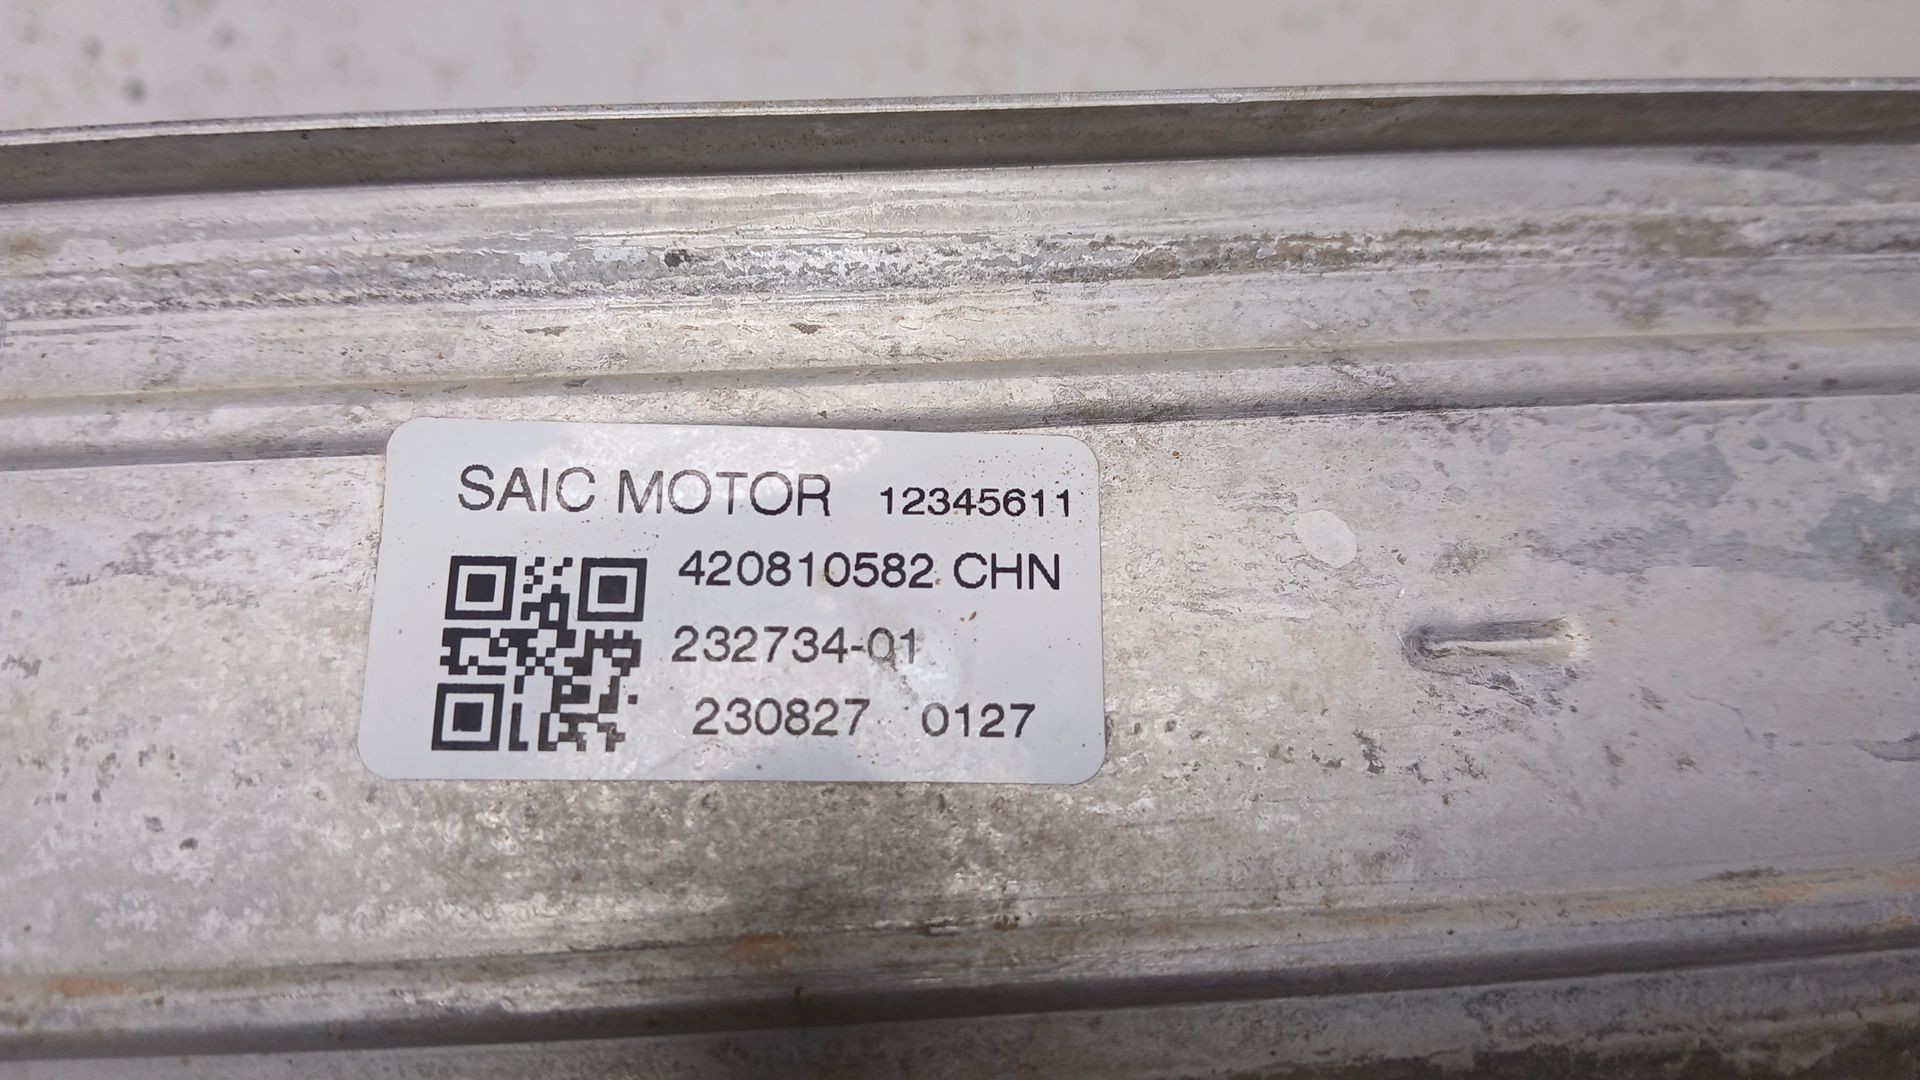 SAIC MOTOR 12345611
420810582 CHN
232734-01
230827 0127